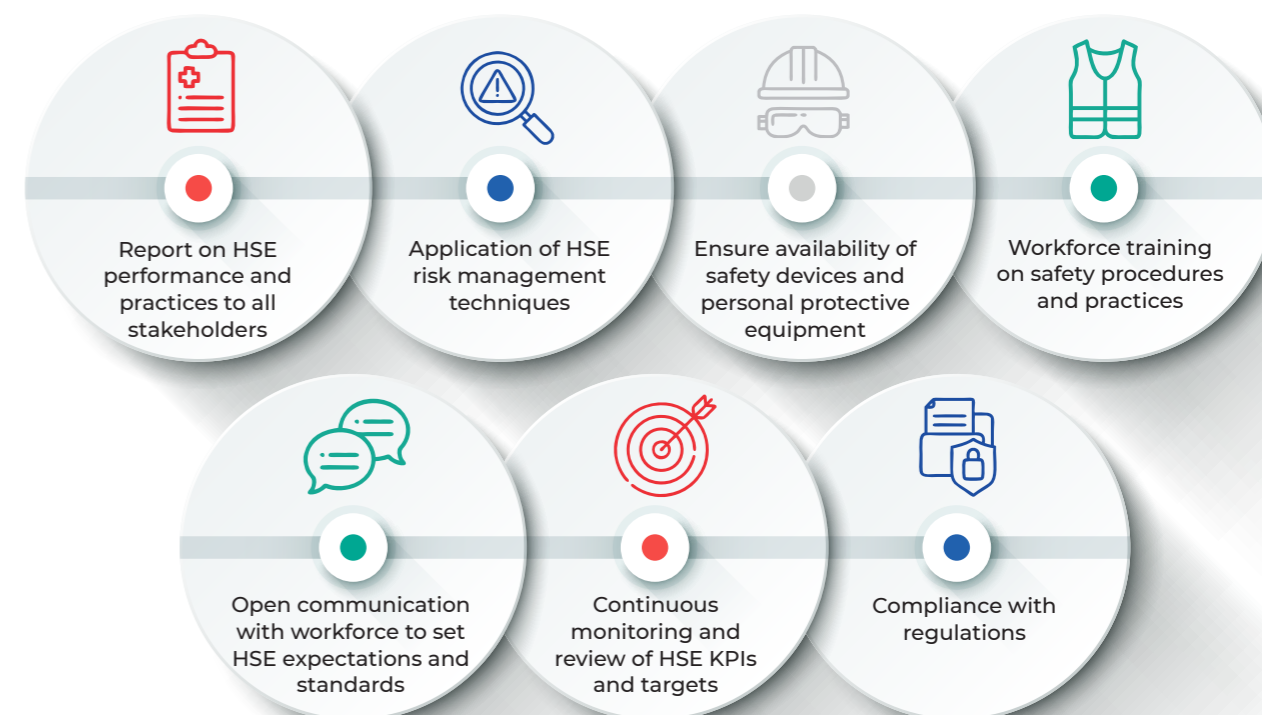 Report on HSE
performance and
practices to all
stakeholders
Application of HSE
risk management
techniques
Ensure availability of
safety devices and
personal protective
equipment
Workforce training
on safety procedures
and practices
Open communication
with workforce to set
HSE expectations and
standards
Continuous
monitoring and
review of HSE KPIs
and targets
Compliance with
regulations